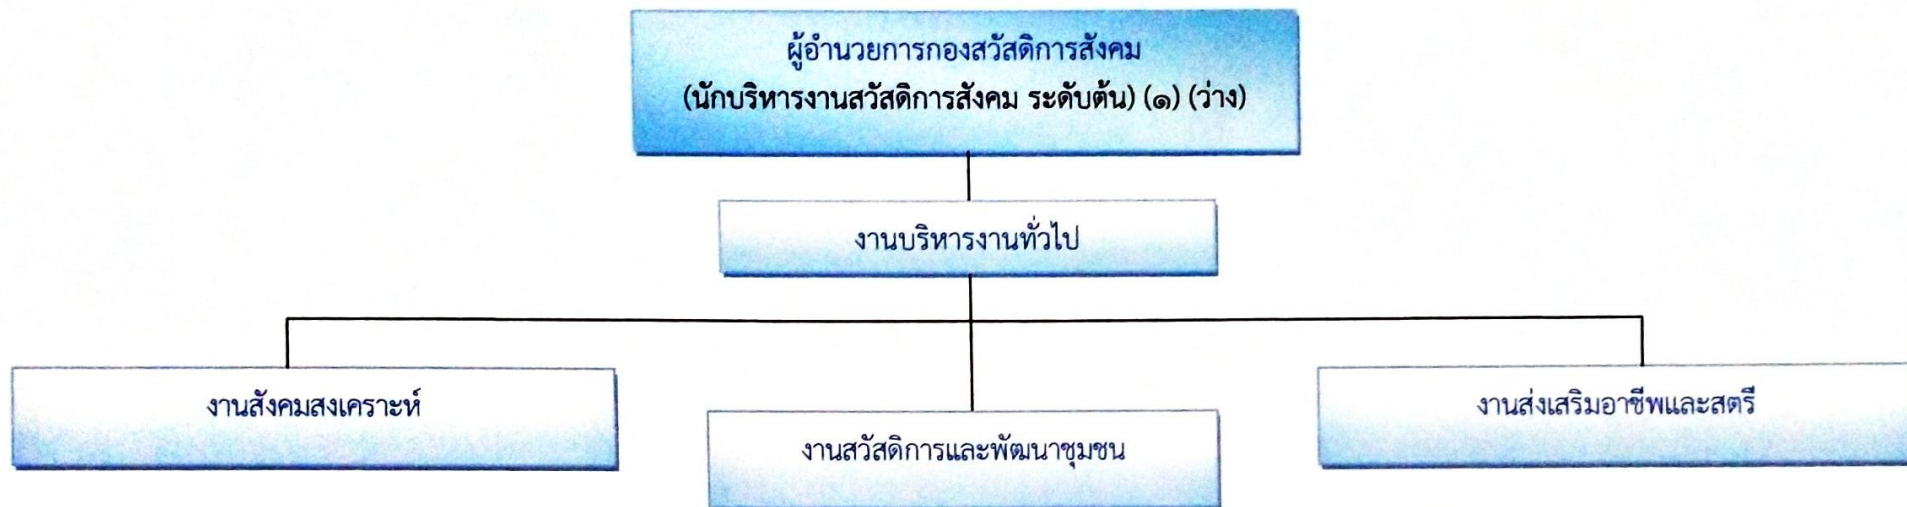 ผู้อำนวยการกองสวัสดิการสังคม
(นักบริหารงานสวัสดิการสังคม ระดับต้น) (๑) (ว่าง)
งานบริหารงานทั่วไป
งานสังคมสงเคราะห์
งานสวัสดิการและพัฒนาชุมชน
งานส่งเสริมอาชีพและสตรี